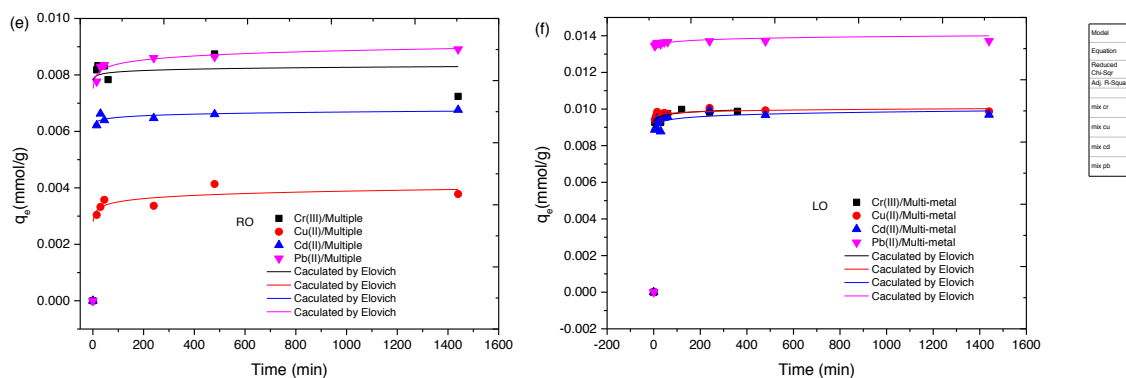 (e)
0.010
0.008
0.006
0.004
0.002
0.000
qe(mmol/g)
RO
Cr(III)/Multiple
Cu(II)/Multiple
Cd(II)/Multiple
Pb(II)/Multiple
Caculated by Elovich
Caculated by Elovich
Caculated by Elovich
Caculated by Elovich
0 200 400 600 800 1000 1200 1400 1600
Time (min)
(f)
0.014
0.012
0.010
0.008
0.006
0.004
0.002
0.000
-0.002
qe(mmol/g)
LO
Cr(III)/Multi-metal
Cu(II)/Multi-metal
Cd(II)/Multi-metal
Pb(II)/Multi-metal
Caculated by Elovich
Caculated by Elovich
Caculated by Elovich
Caculated by Elovich
-200 0 200 400 600 800 1000 1200 1400 1600
Time (min)
Model
Equation
Reduced
Chi-Sqr
Adj. R-Squa
mix cr
mix cu
mix cd
mix pb